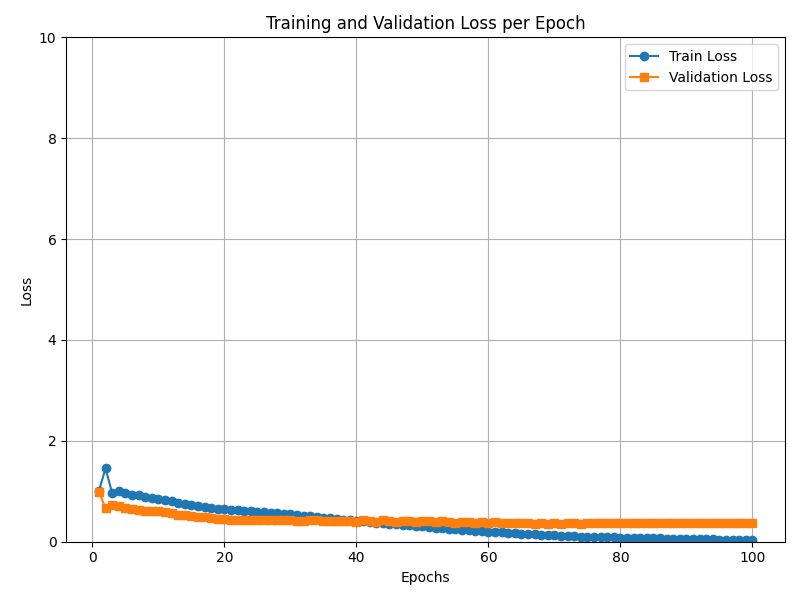 Training and Validation Loss per Epoch
Train Loss
Validation Loss
10
8
6
4
2
0
Loss
0 20 40 60 80 100
Epochs